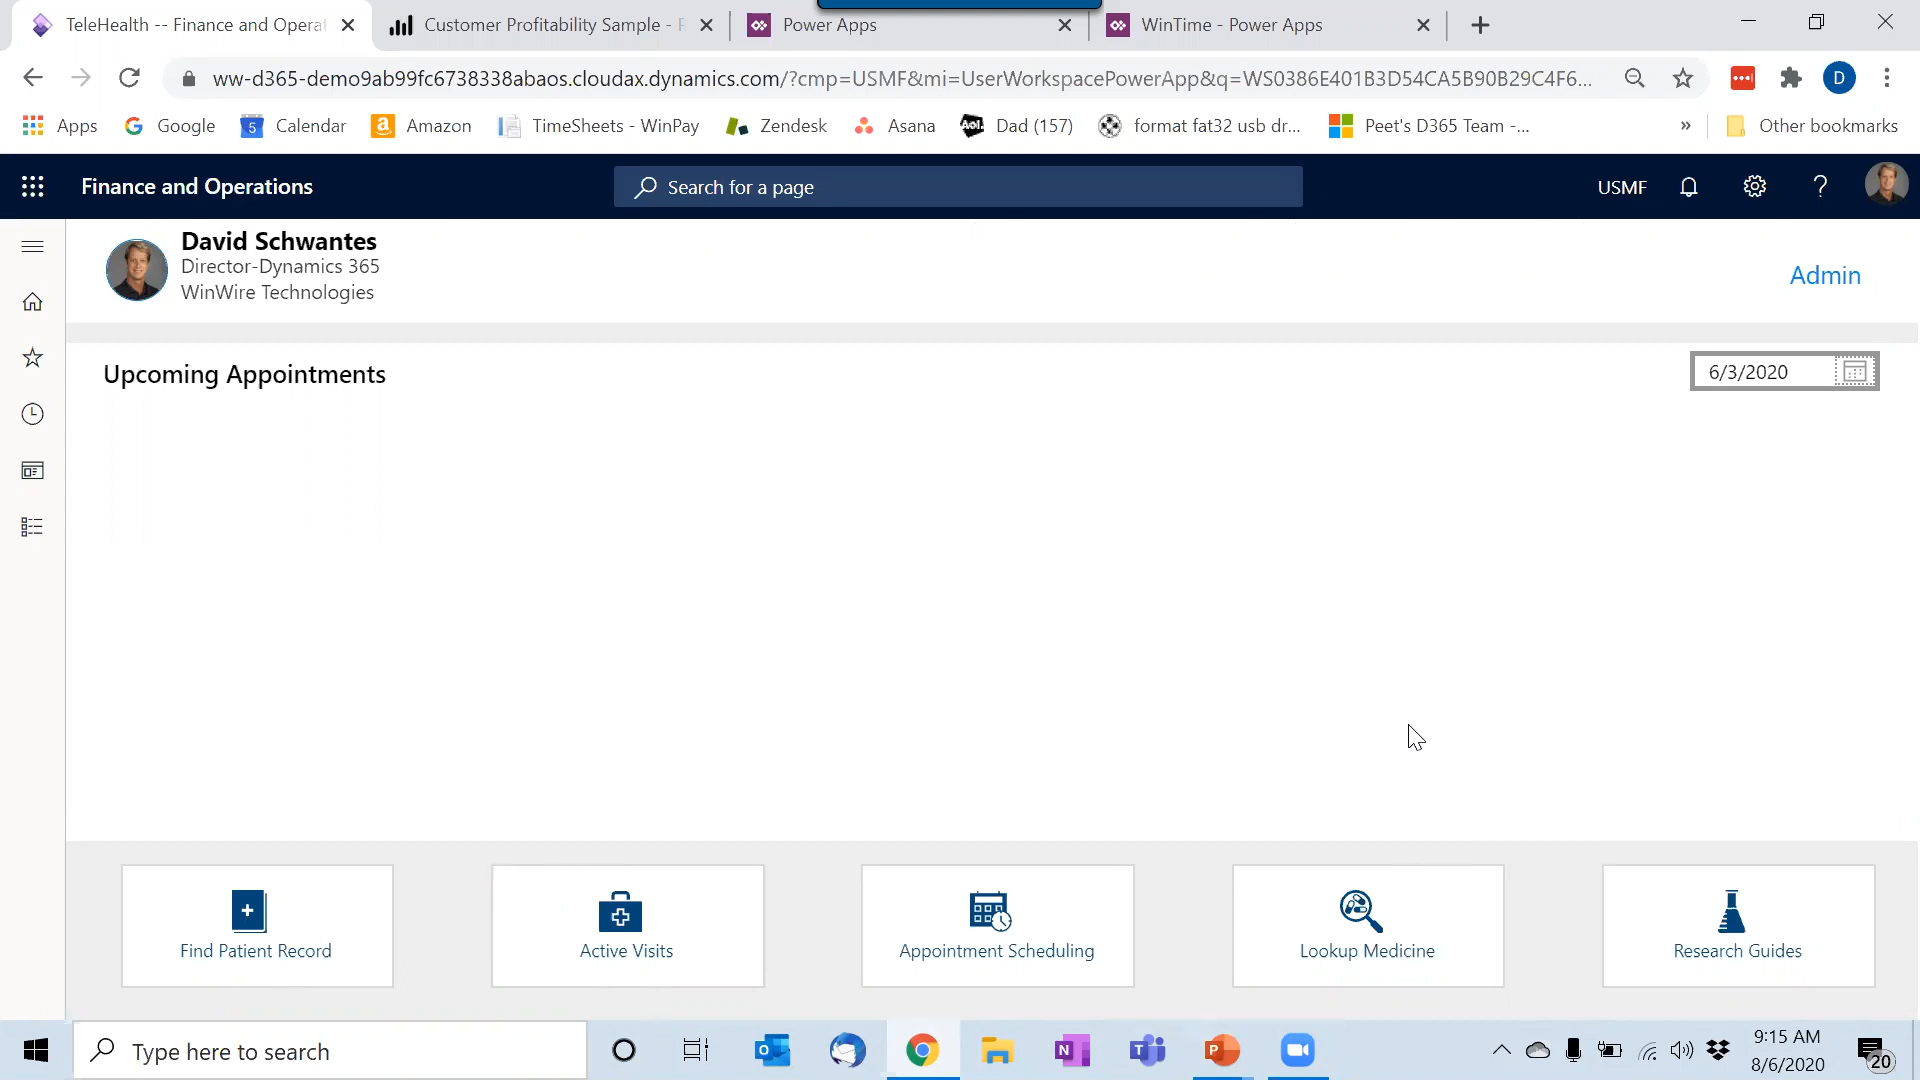 TeleHealth -- Finance and Operat
Customer Profitability Sample - P
Power Apps
WinTime - Power Apps
ww-d365-demo9ab99fc6738338abaos.cloudax.dynamics.com/?cmp=USMF&mi=UserWorkspacePowerApp&q=WS0386E401B3D54CA5B90B29C4F6...
D
Apps
Google
5
Calendar
Amazon
TimeSheets - WinPay
Zendesk
Asana
Aol.
Dad (157)
format fat32 usb dr...
Peet's D365 Team -...
»
Other bookmarks
Finance and Operations
Search for a page
USMF
?
David Schwantes
Director-Dynamics 365
WinWire Technologies
Admin
Upcoming Appointments
6/3/2020
Find Patient Record
Active Visits
Appointment Scheduling
Lookup Medicine
Research Guides
Type here to search
9:15 AM
8/6/2020
20